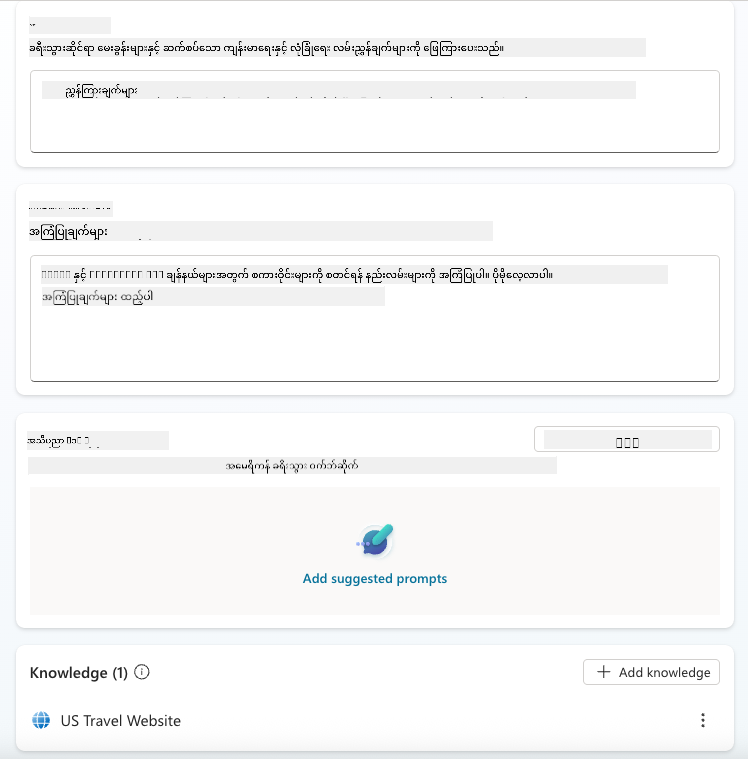 ခရီးသွားဆိုင်ရာ မေးခွန်းများနှင့် ဆက်စပ်သော ကျန်းမာရေးနှင့် လုံခြုံရေး လမ်းညွှန်ချက်များကို ဖြေကြားပေးသည်။
ညွှန်ကြားချက်များ
အကြံပြုချက်များ
နှင့် ချန်နယ်များအတွက် စကားဝိုင်းများကို စတင်ရန် နည်းလမ်းများကို အကြံပြုပါ။ ပိုမိုလေ့လာပါ။
အကြံပြုချက်များ ထည့်ပါ
အသိပညာ
အမေရိကန် ခရီးသွား ဝက်ဘ်ဆိုက်
Add suggested prompts
Knowledge (1)
Add knowledge
US Travel Website